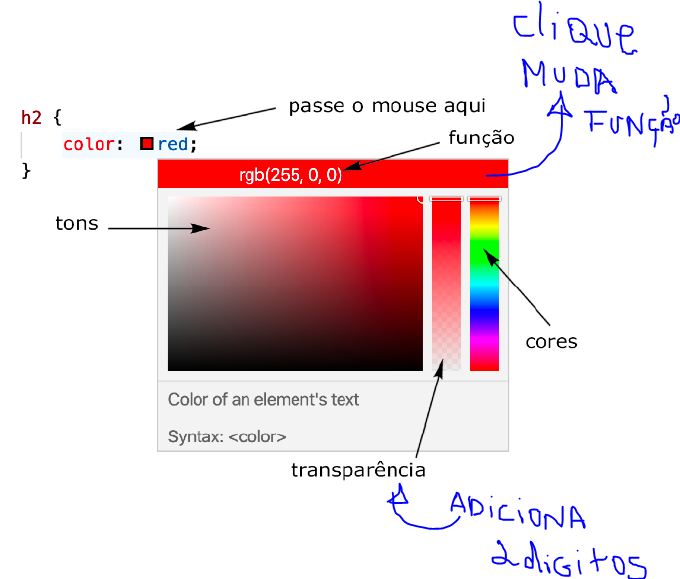 clique
MUDA
FUNÇÃO
passe o mouse aqui
h2 {
color: red;
}
função
rgb(255, 0, 0)
tons
cores
Color of an element's text
Syntax: <color>
transparência
ADICIONA
2 digitos